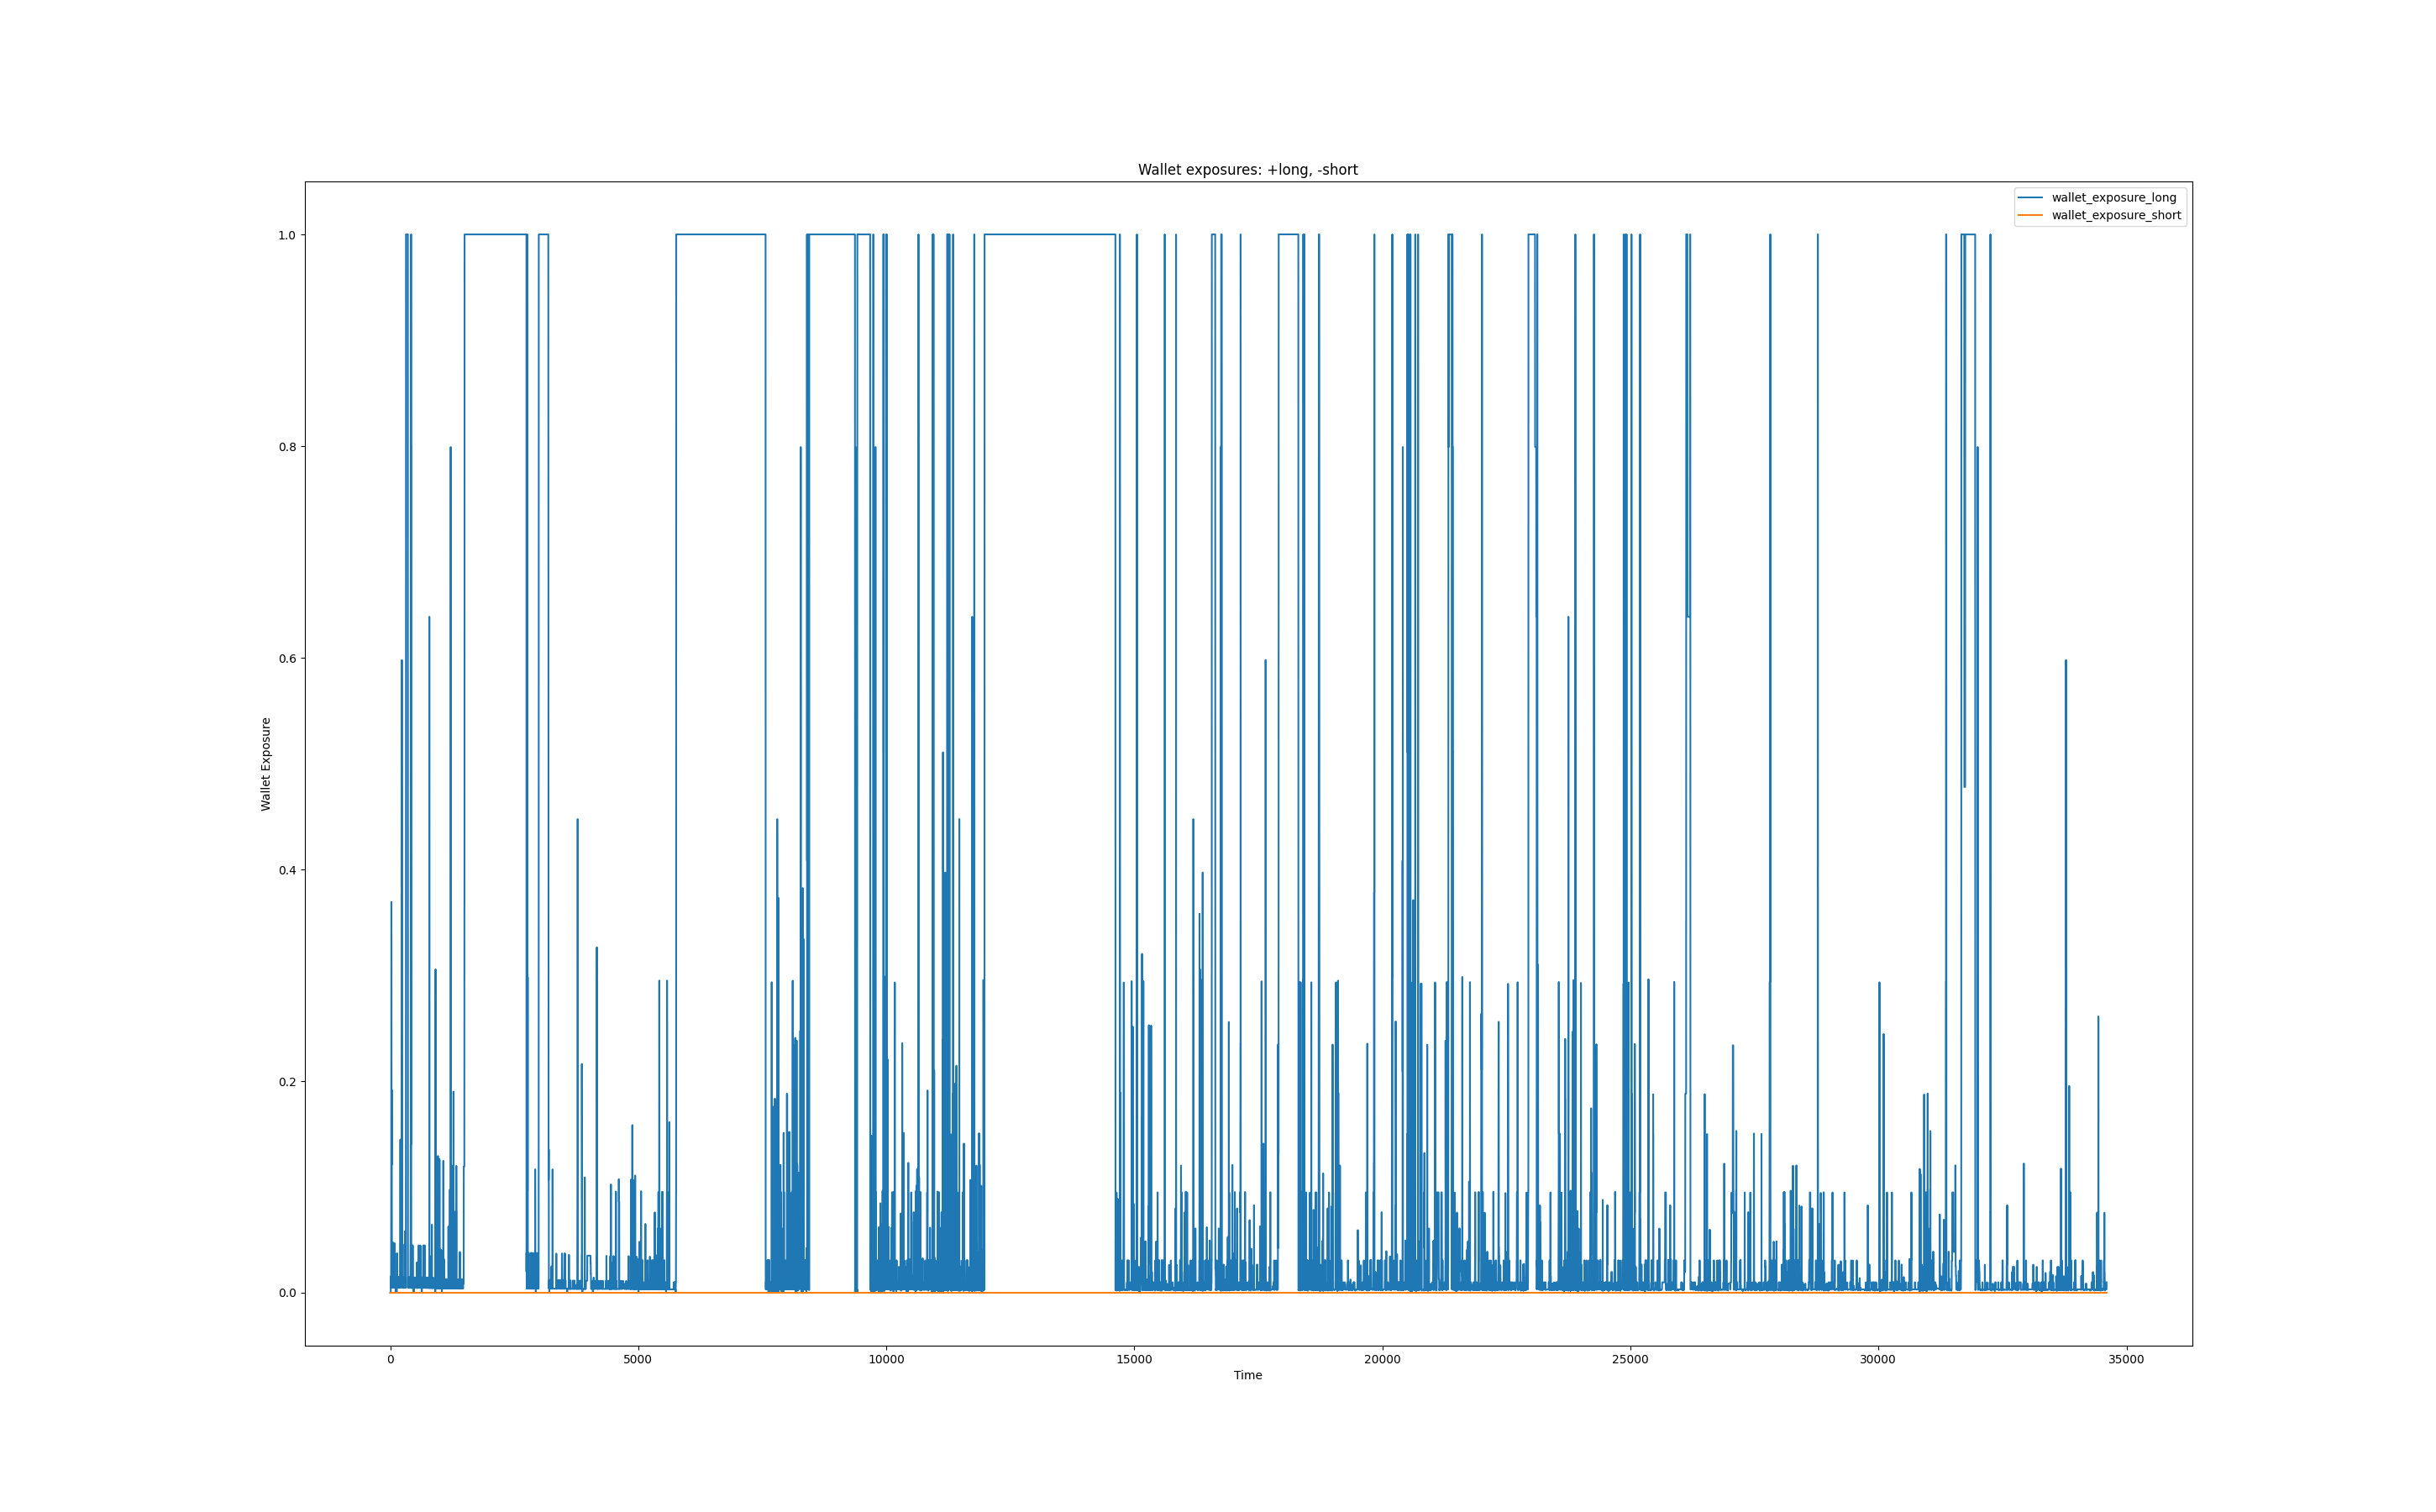 Wallet exposures: +long, -short
wallet_exposure_long
wallet_exposure_short
1.0
0.8
0.6
0.4
0.2
0.0
Wallet Exposure
0 5000 10000 15000 20000 25000 30000 35000
Time